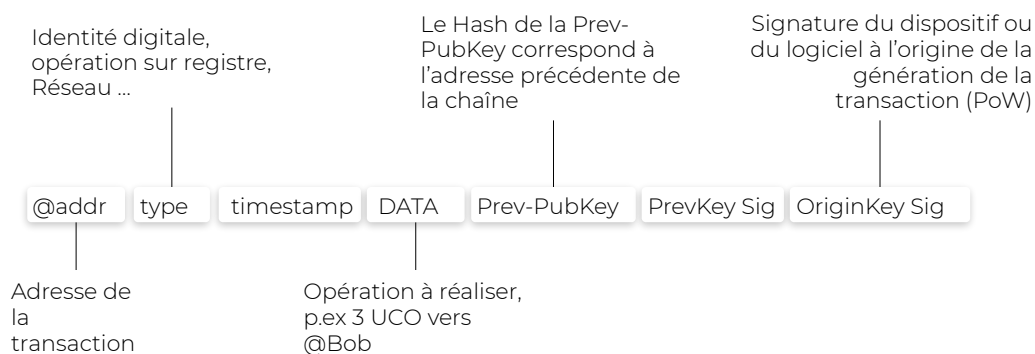 Identité digitale,
opération sur registre,
Réseau ...
Le Hash de la Prev-
PubKey correspond à
l'adresse précédente de
la chaîne
Signature du dispositif ou
du logiciel à l'origine de la
génération de la
transaction (PoW)
@addr
type
timestamp
DATA
Prev-PubKey
PrevKey Sig
OriginKey Sig
Adresse de
la
transaction
Opération à réaliser,
p.ex 3 UCO vers
@Bob